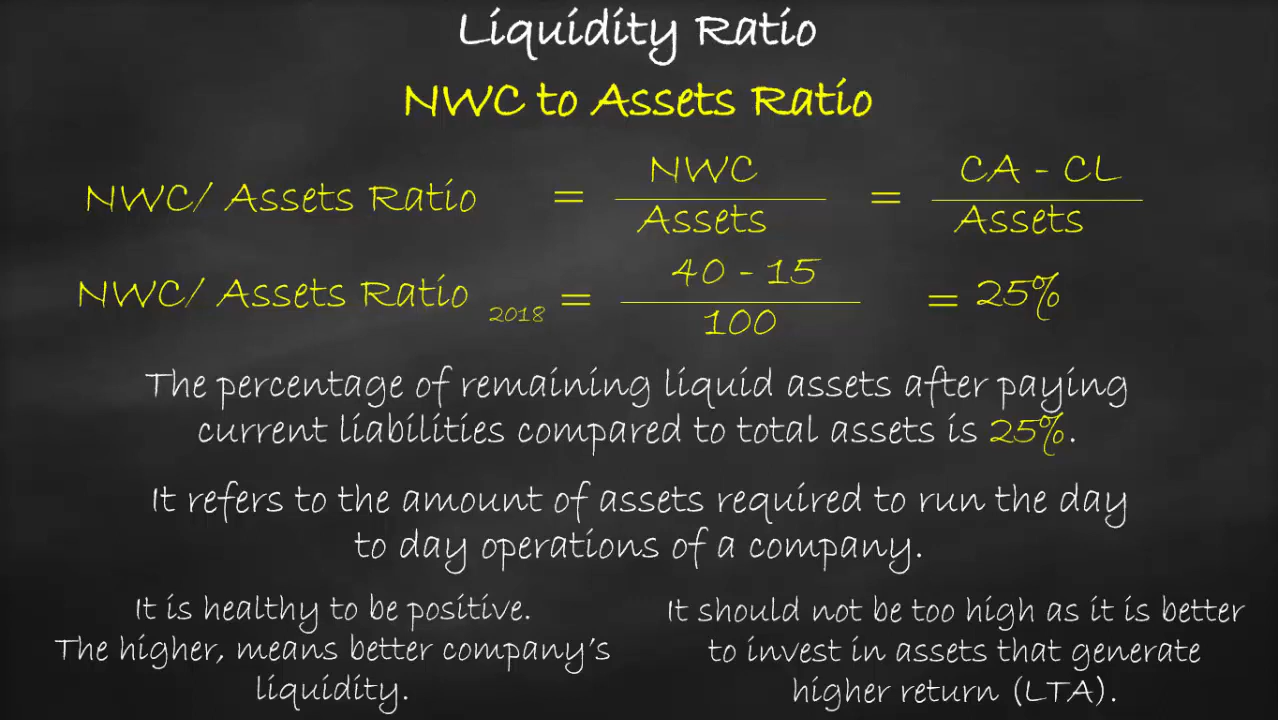 Liquidity Ratio
NWC to Assets Ratio
NWC/ Assets Ratio = NWC / Assets = CA - CL / Assets
NWC/ Assets Ratio 2018 = 40 - 15 / 100 = 25%
The percentage of remaining liquid assets after paying
current liabilities compared to total assets is 25%.
It refers to the amount of assets required to run the day
to day operations of a company.
It is healthy to be positive.
The higher, means better company's
liquidity.
It should not be too high as it is better
to invest in assets that generate
higher return (LTA).